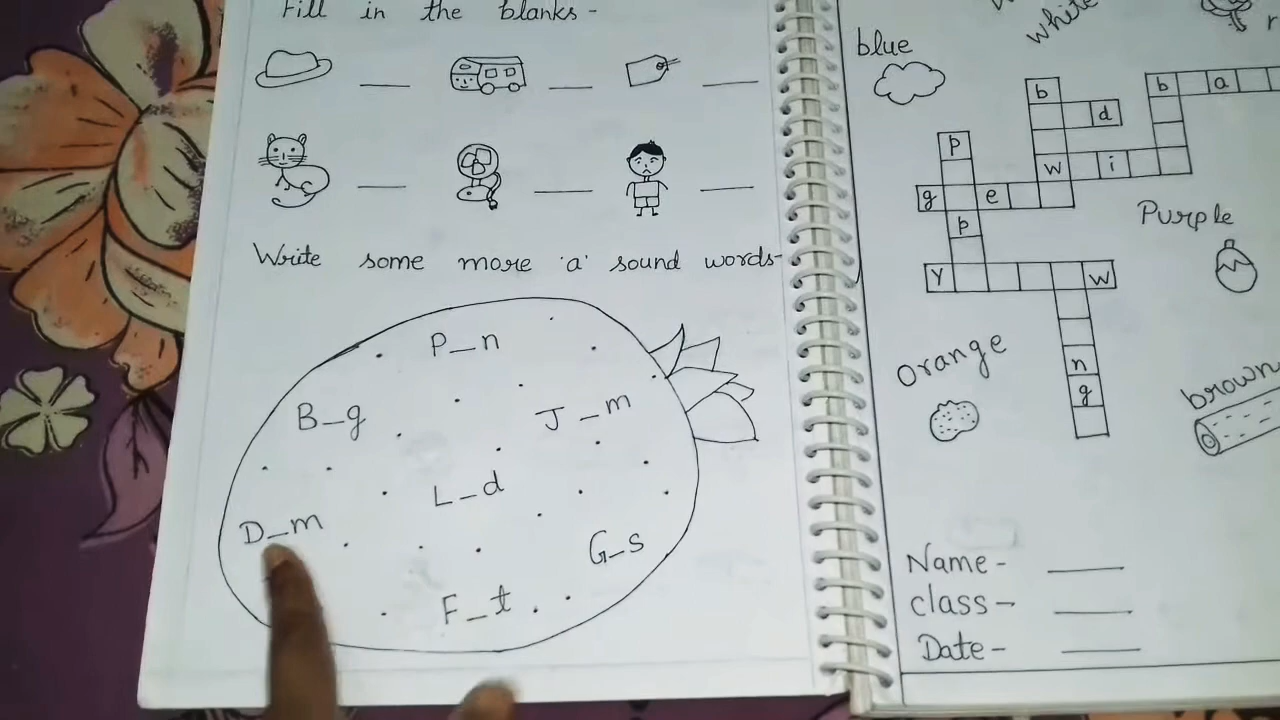 Fill in the blanks -
Write some more 'a' sound words-
P_n
B_g
J_m
L_d
D_m
G_s
F_t
blue
white
b
d
w i
b a
p
g e
p
Y w
n
g
Purple
Orange
brown
Name-
Class-
Date-